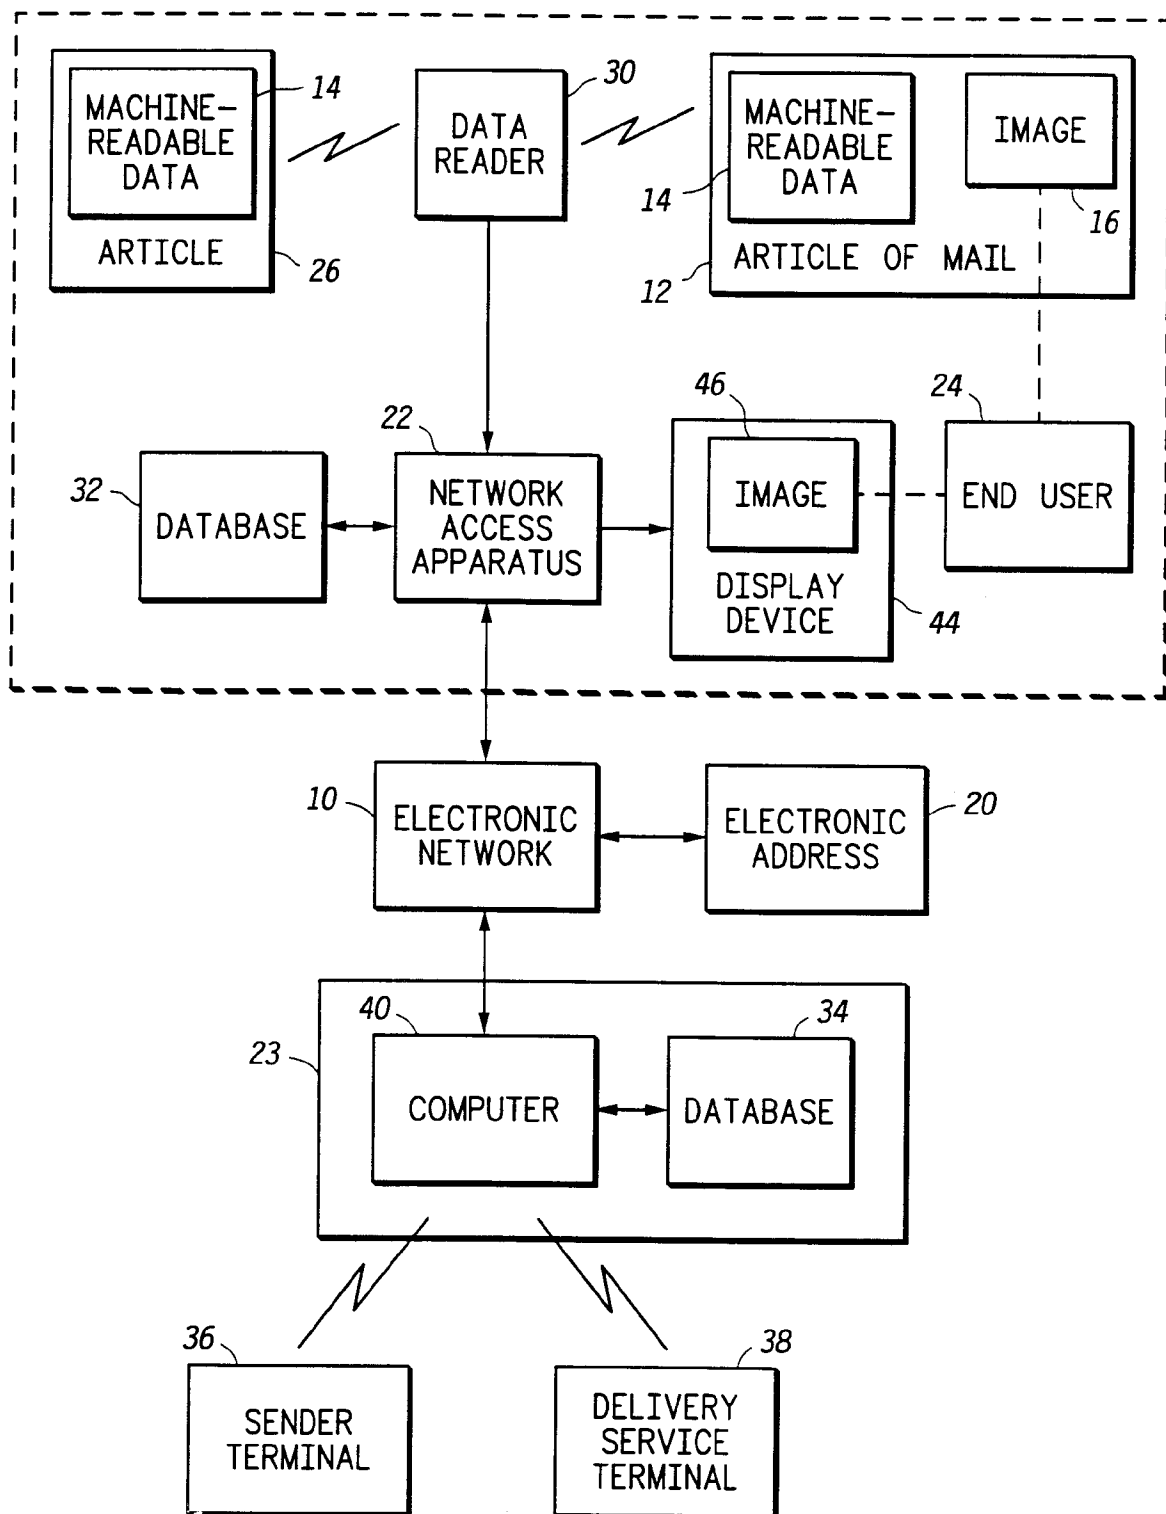 14
MACHINE-
READABLE
DATA
ARTICLE
26
30
DATA
READER
MACHINE-
READABLE
DATA
14
IMAGE
16
ARTICLE OF MAIL
12
32
DATABASE
22
NETWORK
ACCESS
APPARATUS
46
IMAGE
DISPLAY
DEVICE
44
24
END USER
10
ELECTRONIC
NETWORK
20
ELECTRONIC
ADDRESS
23
40
COMPUTER
34
DATABASE
36
SENDER
TERMINAL
38
DELIVERY
SERVICE
TERMINAL